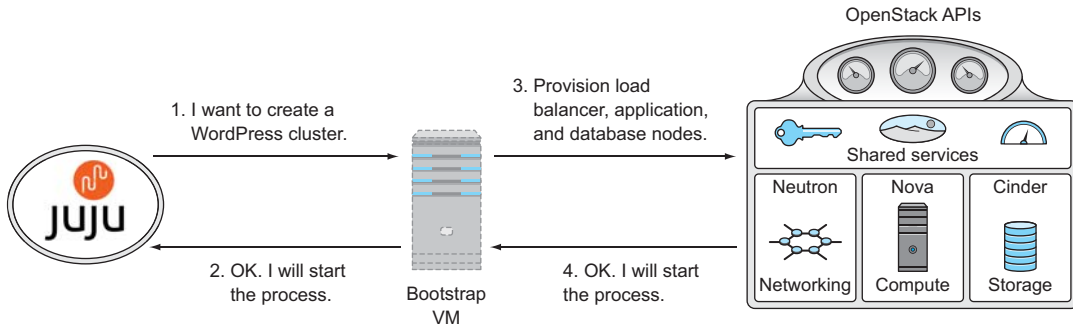 OpenStack APIs
1. I want to create a
WordPress cluster.
3. Provision load
balancer, application,
and database nodes.
juju
Shared services
Neutron
Nova
Cinder
Networking
Compute
Storage
2. OK. I will start
the process.
Bootstrap
VM
4. OK. I will start
the process.